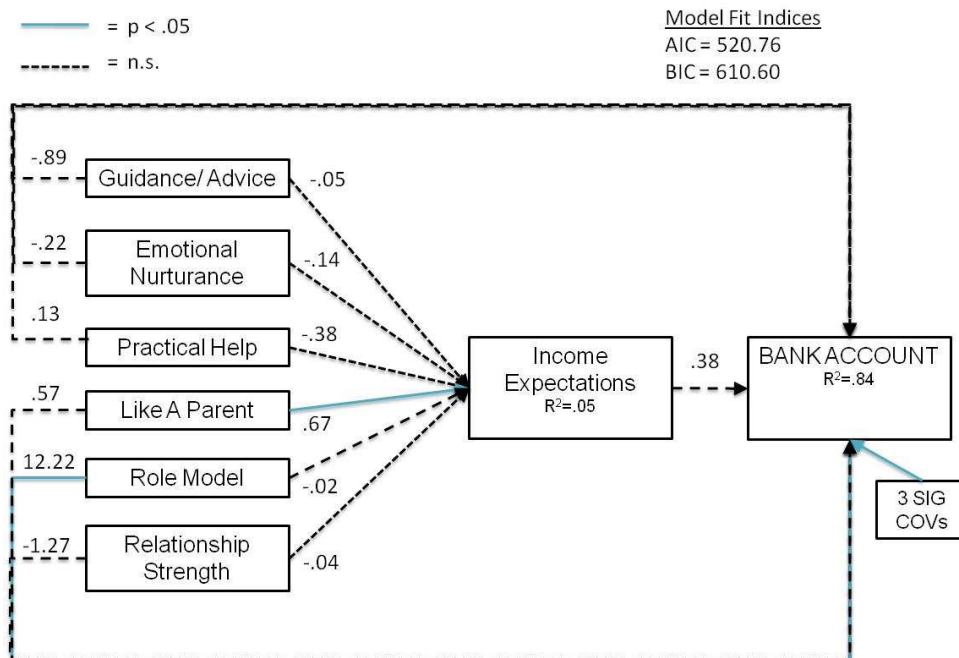 = p < .05
= n.s.
Model Fit Indices
AIC = 520.76
BIC = 610.60
-.89
Guidance/ Advice
-.05
-.22
Emotional
Nurturance
-.14
.13
Practical Help
-.38
.57
Like A Parent
.67
12.22
Role Model
-.02
-1.27
Relationship
Strength
-.04
Income
Expectations
R²=.05
.38
BANK ACCOUNT
R²=.84
3 SIG
COVs